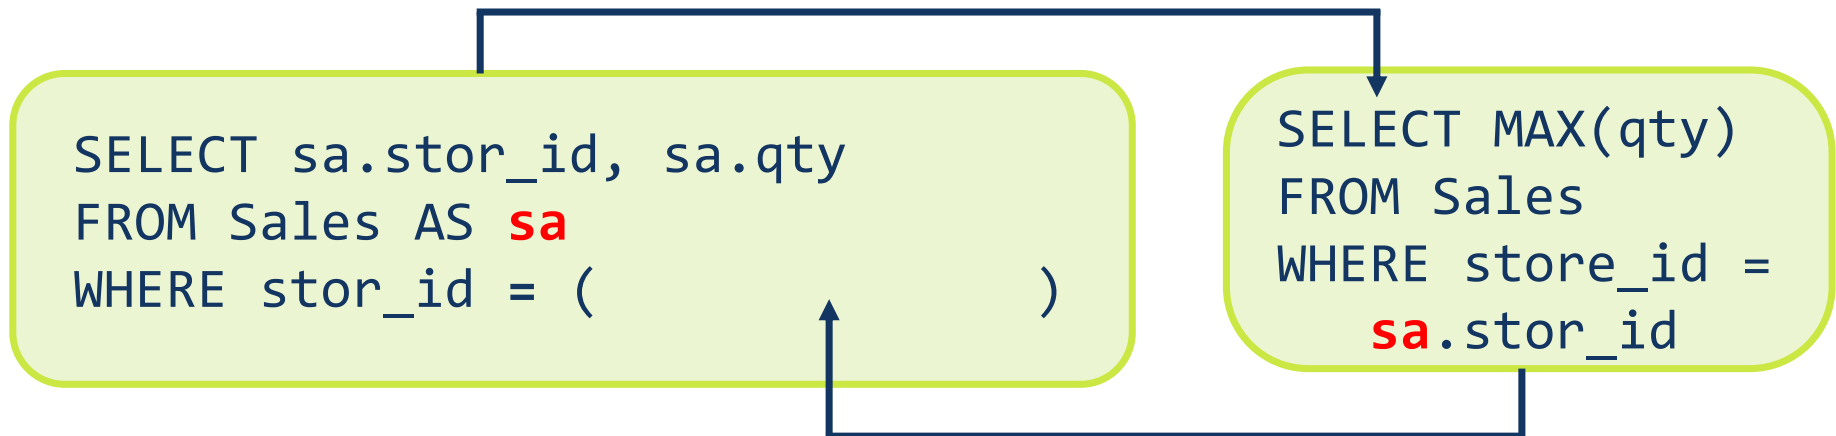 SELECT sa.stor_id, sa.qty
FROM Sales AS sa
WHERE stor_id = ( )
SELECT MAX(qty)
FROM Sales
WHERE store_id =
sa.stor_id